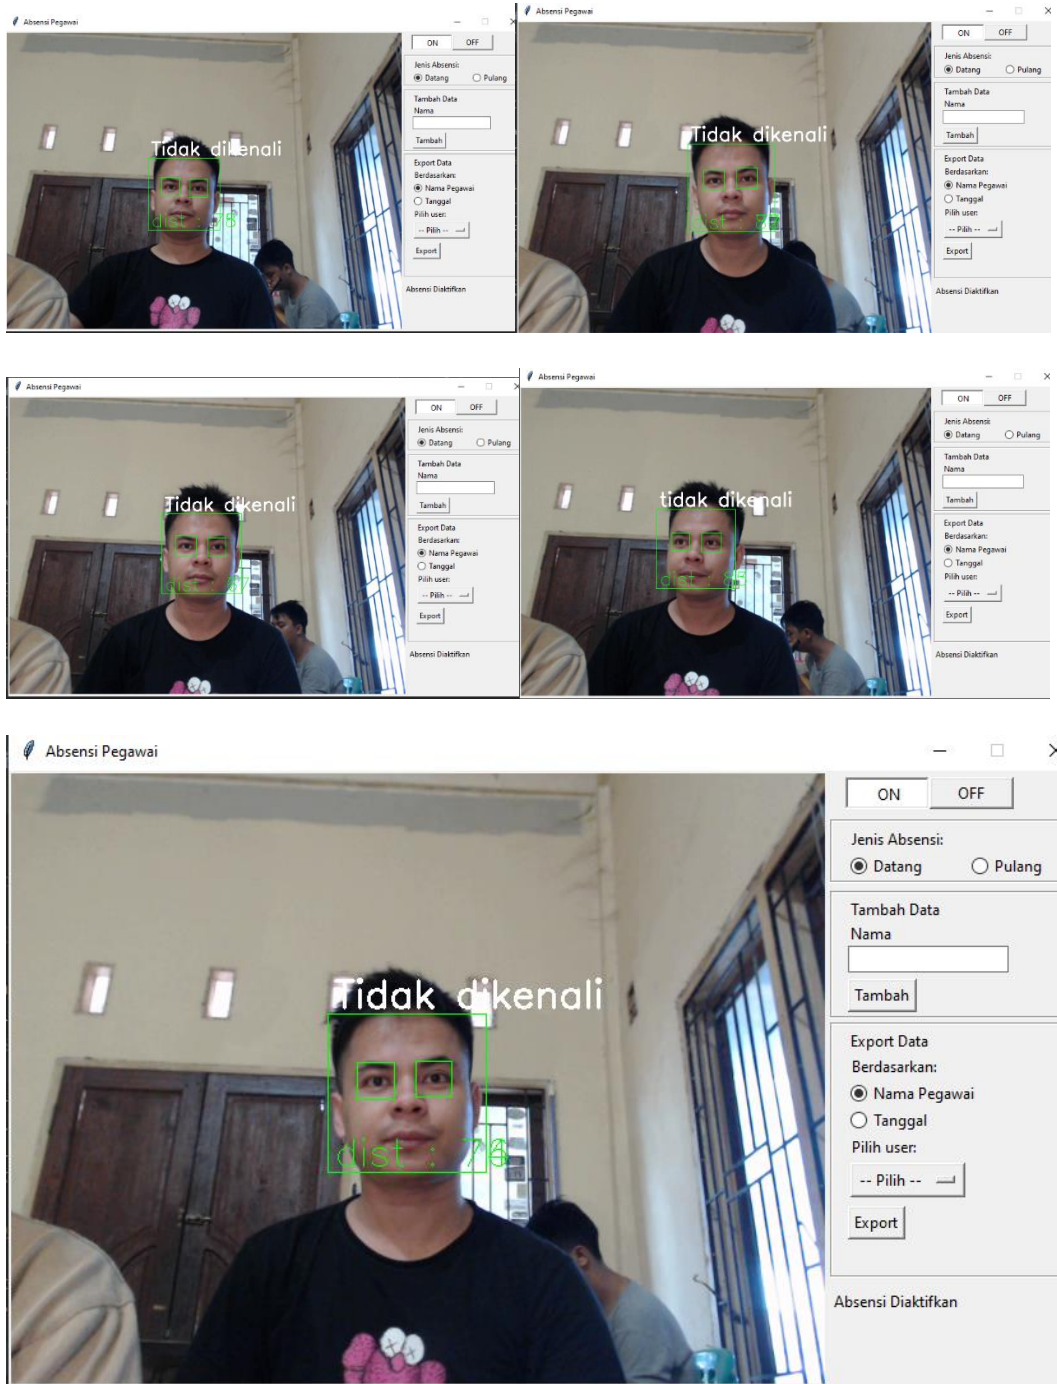 Absensi Pegawai
ON OFF
Jenis Absensi:
Datang Pulang
Tambah Data
Nama
Tambah
Export Data
Berdasarkan:
Nama Pegawai
Tanggal
Pilih user:
-- Pilih --
Export
Absensi Diaktifkan
Tidak dikenali
dist :
Absensi Pegawai
ON OFF
Jenis Absensi:
Datang Pulang
Tambah Data
Nama
Tambah
Export Data
Berdasarkan:
Nama Pegawai
Tanggal
Pilih user:
-- Pilih --
Export
Absensi Diaktifkan
Tidak dikenali
dist :
Absensi Pegawai
ON OFF
Jenis Absensi:
Datang Pulang
Tambah Data
Nama
Tambah
Export Data
Berdasarkan:
Nama Pegawai
Tanggal
Pilih user:
-- Pilih --
Export
Absensi Diaktifkan
Tidak dikenali
dist :
Absensi Pegawai
ON OFF
Jenis Absensi:
Datang Pulang
Tambah Data
Nama
Tambah
Export Data
Berdasarkan:
Nama Pegawai
Tanggal
Pilih user:
-- Pilih --
Export
Absensi Diaktifkan
tidak dikenali
dist :
Absensi Pegawai
ON OFF
Jenis Absensi:
Datang Pulang
Tambah Data
Nama
Tambah
Export Data
Berdasarkan:
Nama Pegawai
Tanggal
Pilih user:
-- Pilih --
Export
Absensi Diaktifkan
Tidak dikenali
dist :